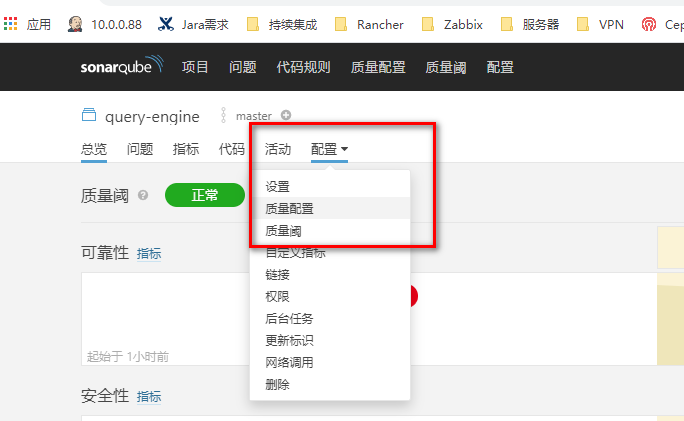 应用 10.0.0.88 Jara需求 持续集成 Rancher Zabbix 服务器 VPN Cep
sonarqube 项目 问题 代码规则 质量配置 质量阈 配置
query-engine master
总览 问题 指标 代码 活动 配置
设置
质量阈 正常
质量配置
质量阈
可靠性 指标
自定义指标
链接
权限
后台任务
更新标识
起始于 1小时前
网络调用
删除
安全性 指标